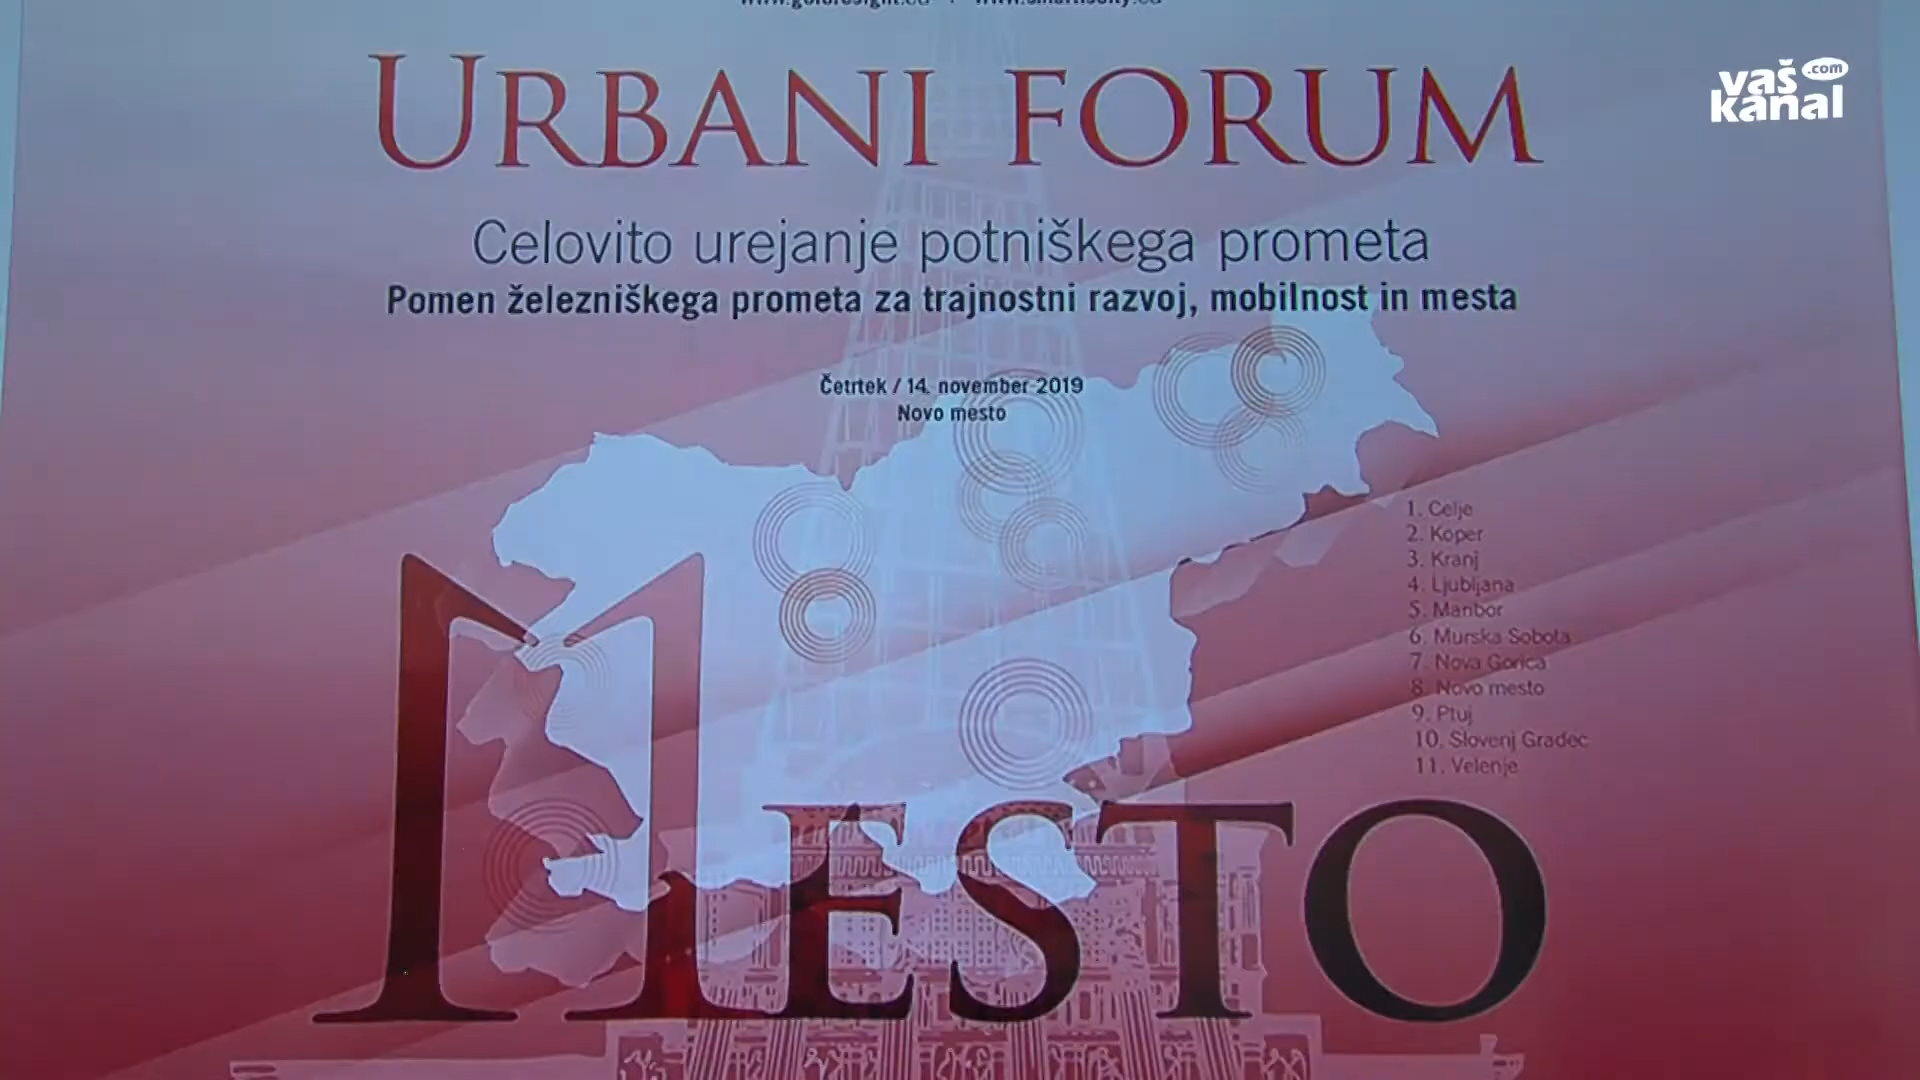 URBANI FORUM
vaš .com
kanal
Celovito urejanje potniškega prometa
Pomen železniškega prometa za trajnostni razvoj, mobilnost in mesta
Četrtek / 14. november 2019
Novo mesto
1. Celje
2. Koper
3. Kranj
4. Ljubljana
5. Maribor
6. Murska Sobota
7. Nova Gorica
8. Novo mesto
9. Ptuj
10. Slovenj Gradec
11. Velenje
MESTO